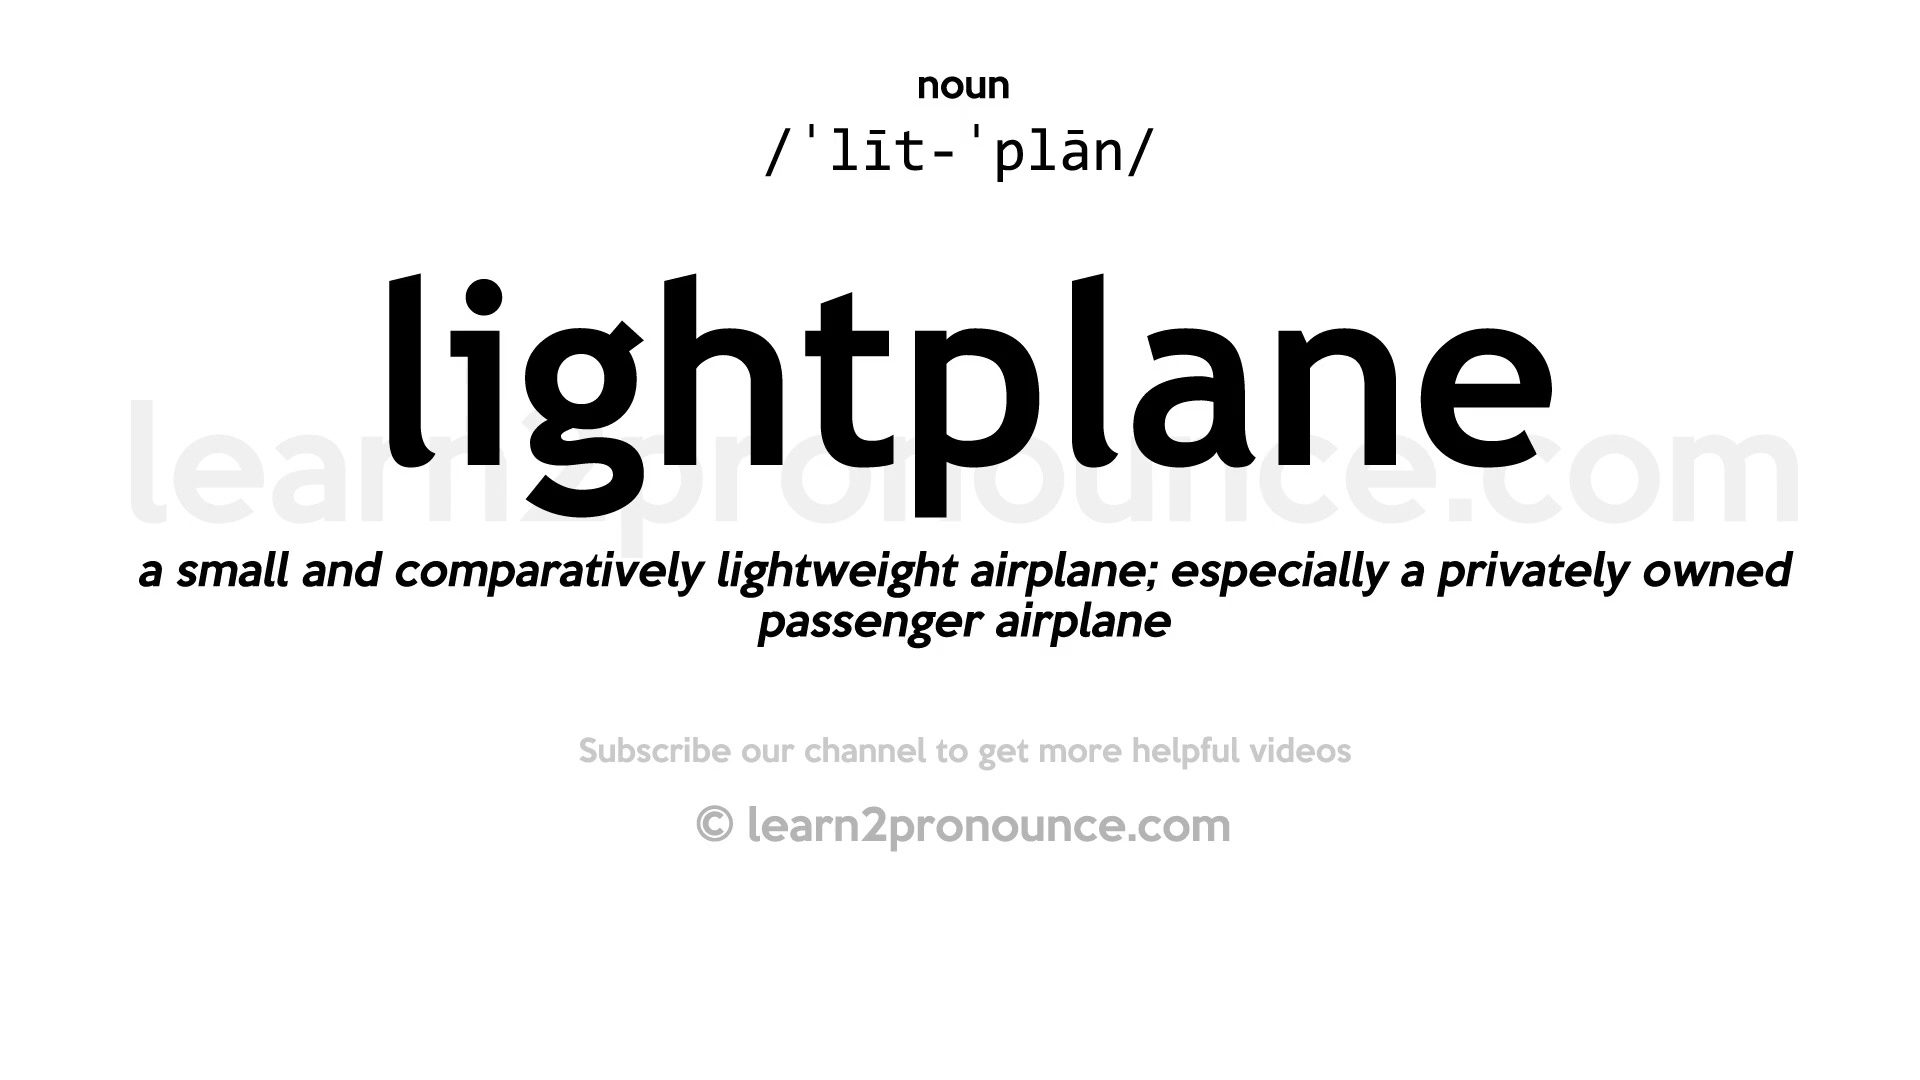 noun
/ˈlīt-ˈplān/
lightplane
learn2pronounce.com
a small and comparatively lightweight airplane; especially a privately owned
passenger airplane
Subscribe our channel to get more helpful videos
© learn2pronounce.com